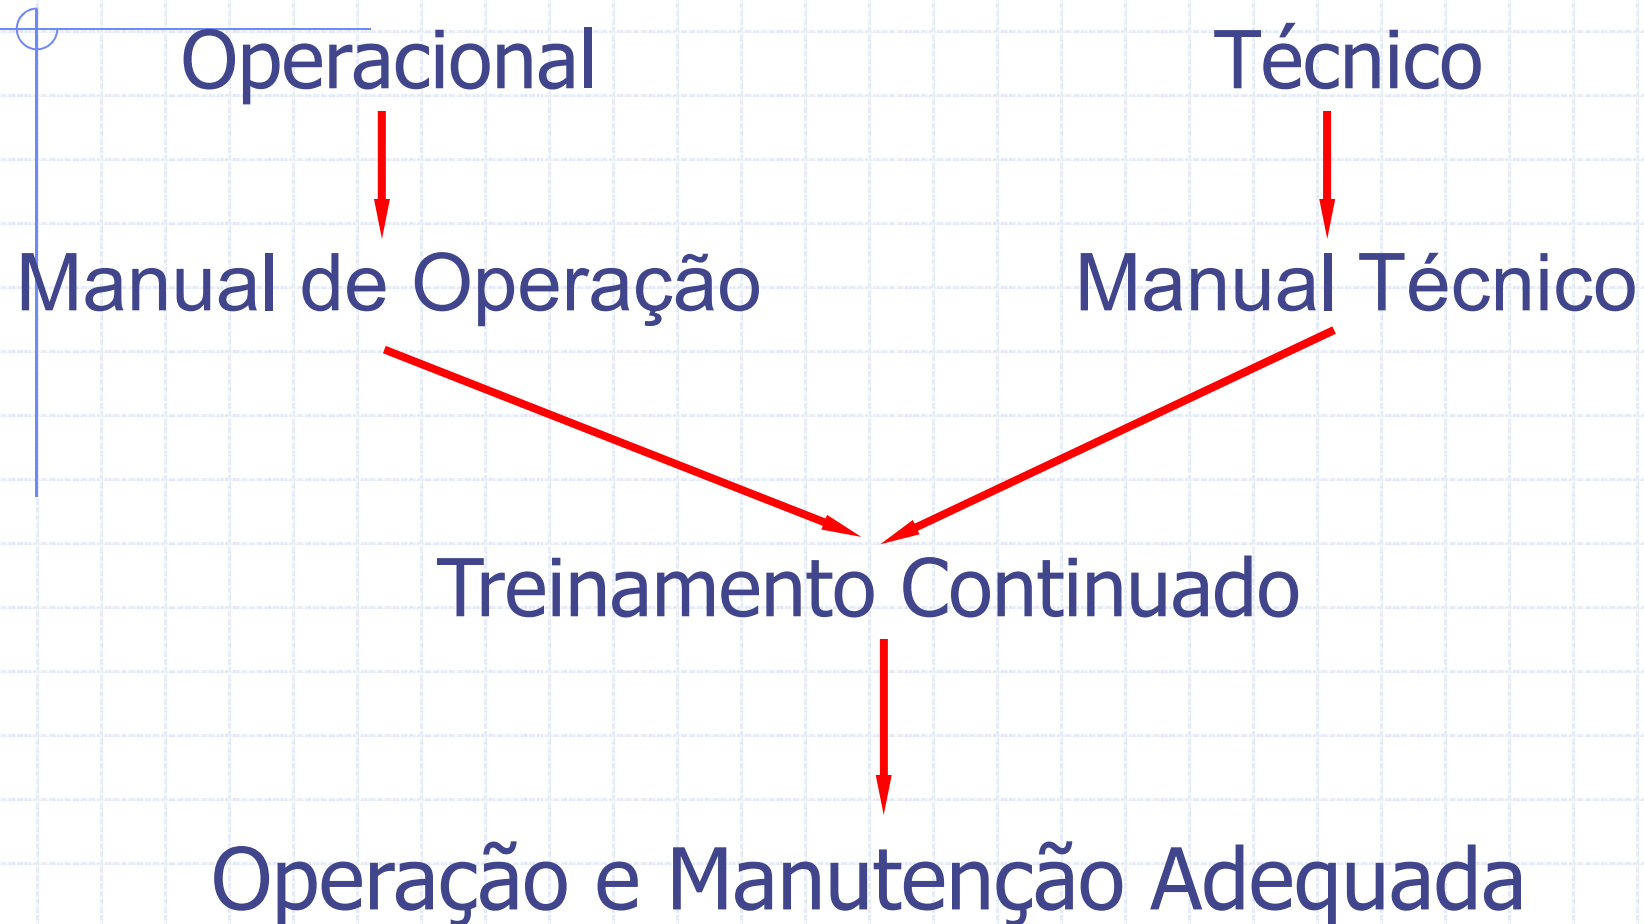 Operacional
Técnico
Manual de Operação
Manual Técnico
Treinamento Continuado
Operação e Manutenção Adequada